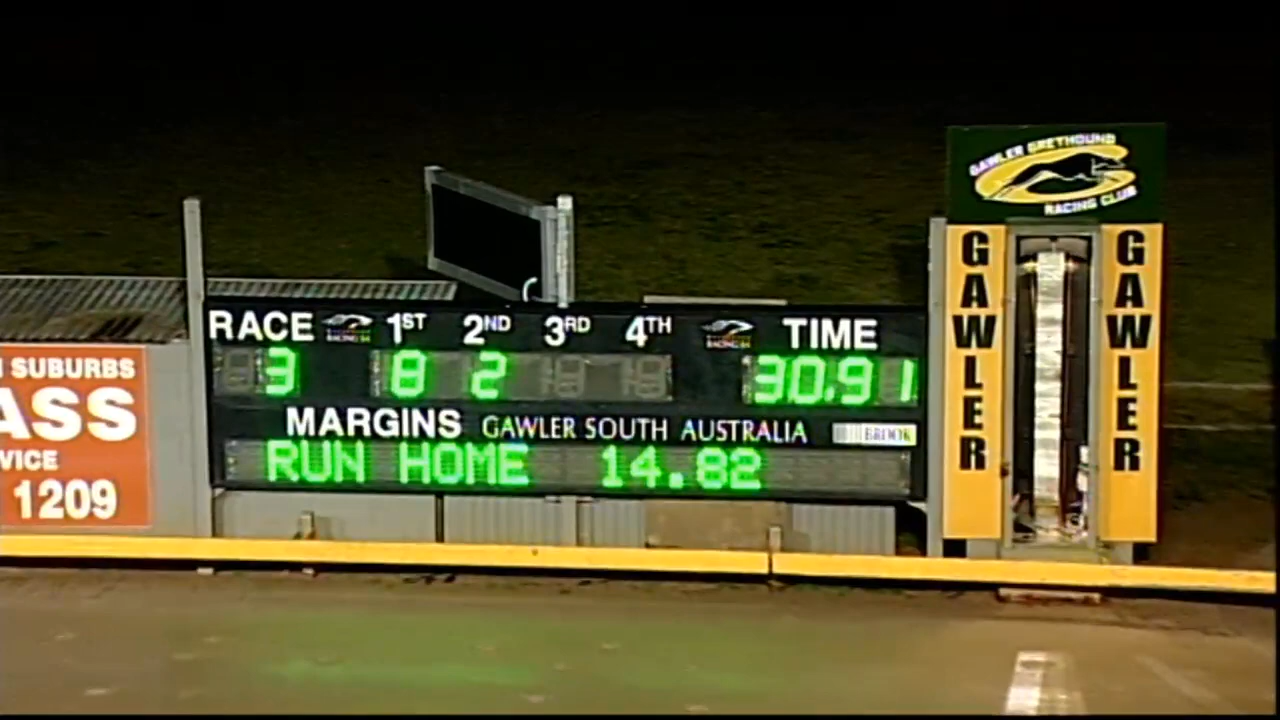 GAWLER GREYHOUND
RACING CLUB
RACE 1ST 2ND 3RD 4TH TIME
3 8 2 30.91
MARGINS GAWLER SOUTH AUSTRALIA BROOK
RUN HOME 14.82
SUBURBS
ASS
VICE
1209
GAWLER
GAWLER